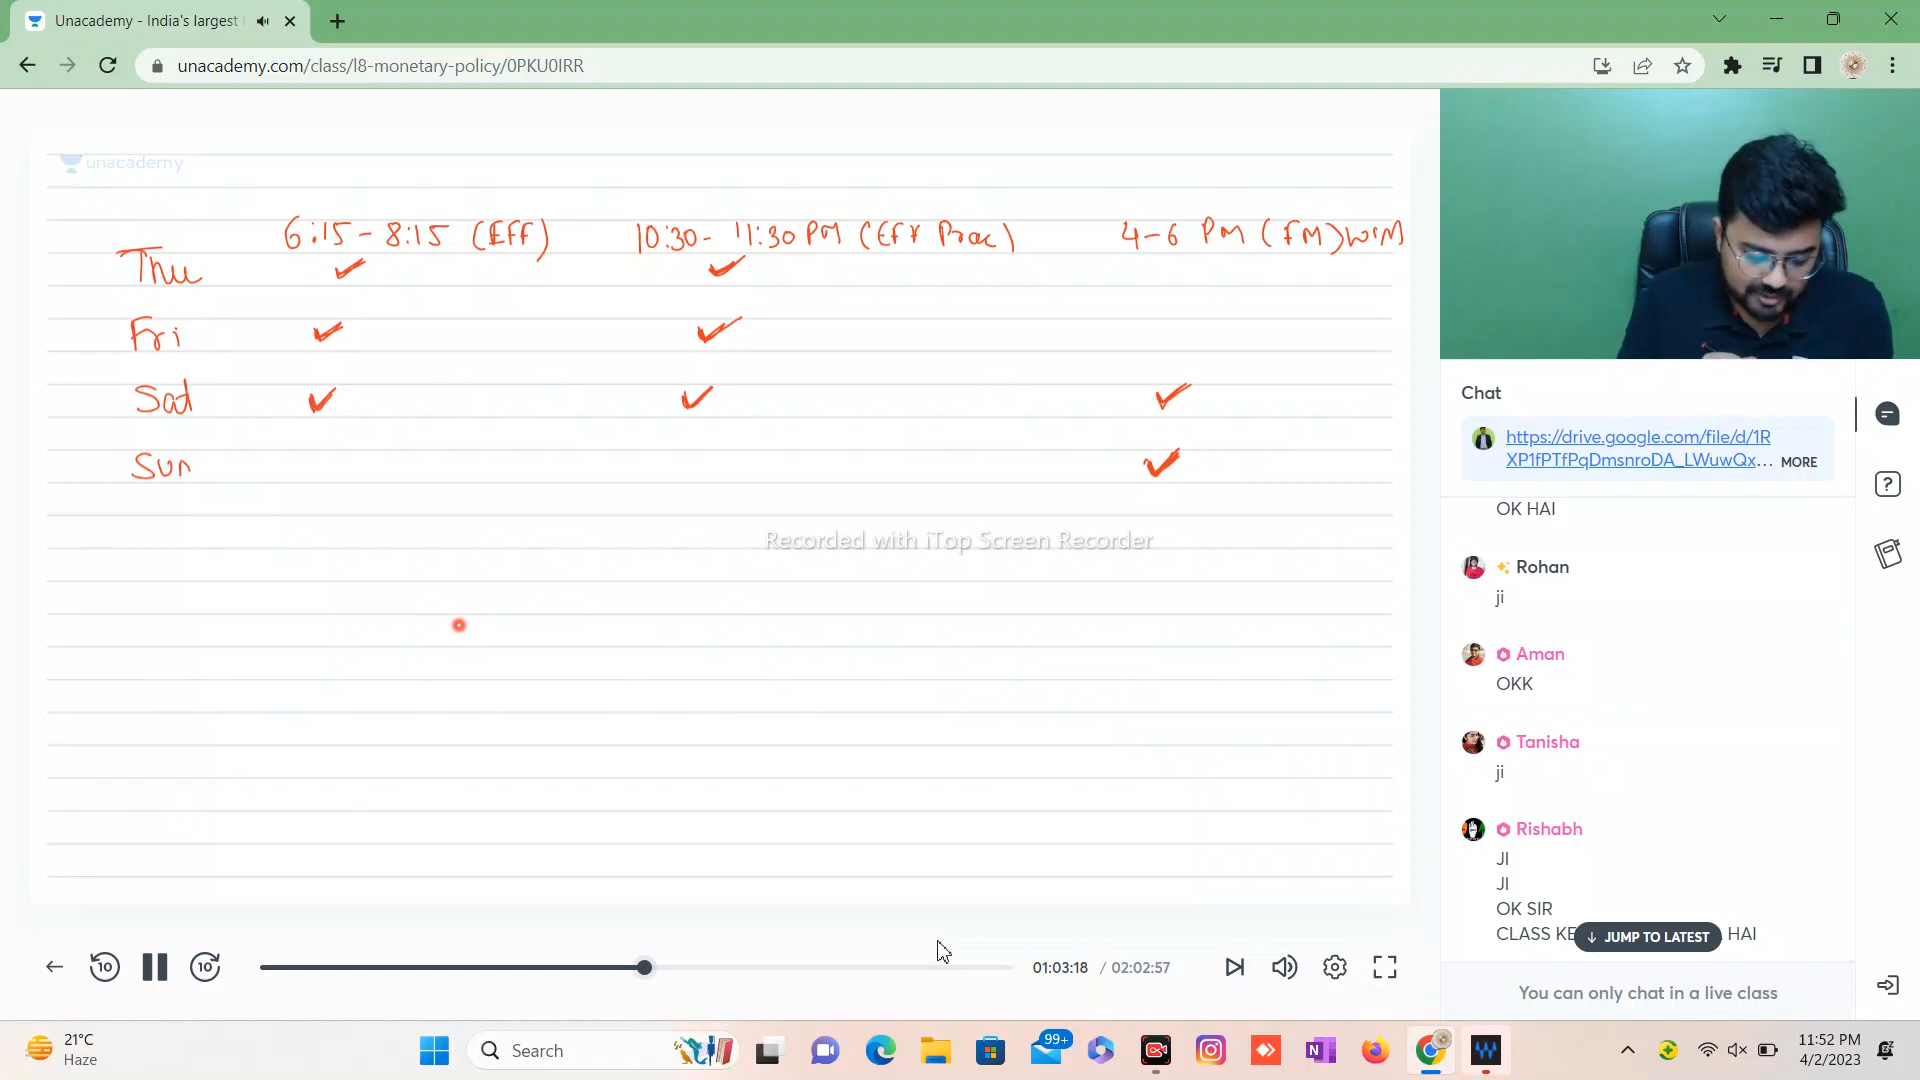 Unacademy - India's largest
unacademy.com/class/l8-monetary-policy/0PKU0IRR
unacademy
6:15 - 8:15 (EFF) 10:30 - 11:30 PM ( Prac) 4-6 PM (FM)
Thu
Fri
Sat
Sun
Recorded with iTop Screen Recorder
01:03:18 / 02:02:57
Chat
https://drive.google.com/file/d/1R
XP1fPTfPqDmsnroDA_LWuwQx... MORE
OK HAI
Rohan
ji
Aman
OKK
Tanisha
ji
Rishabh
JI
JI
OK SIR
CLASS KE JUMP TO LATEST HAI
You can only chat in a live class
21°C
Haze
Search
99+
11:52 PM
4/2/2023